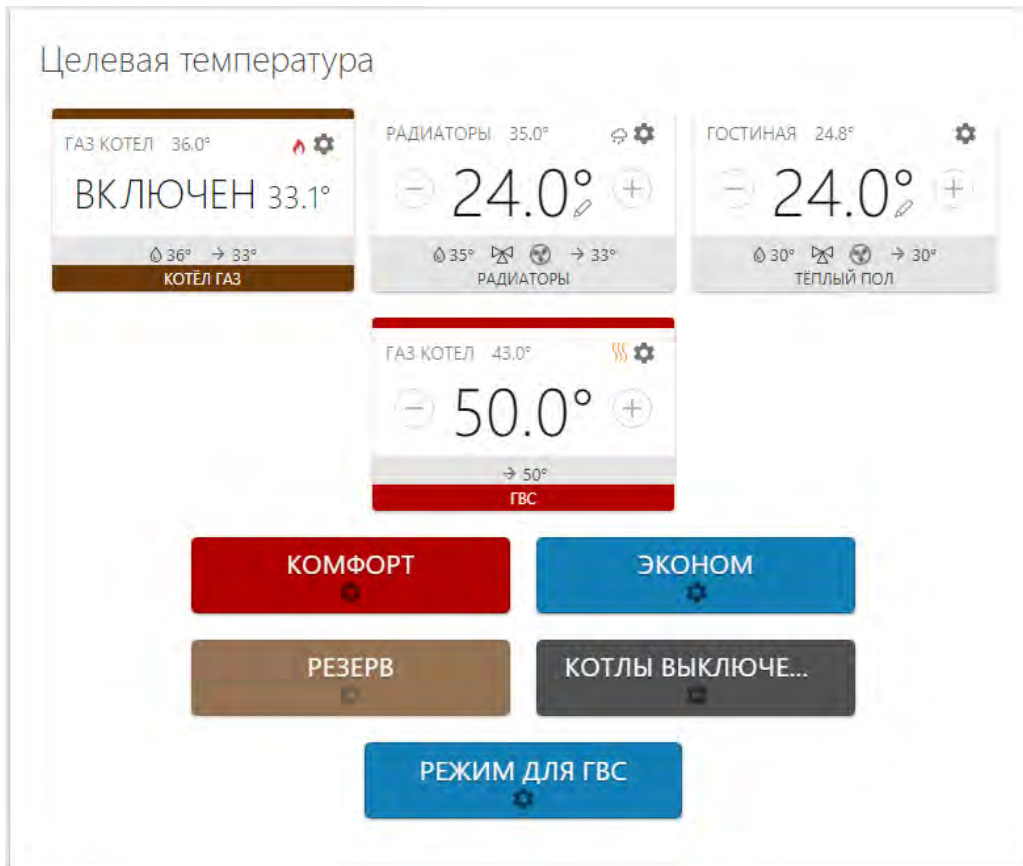 Целевая температура
ГАЗ КОТЕЛ 36.0°
ВКЛЮЧЕН 33.1°
36° → 33°
КОТЁЛ ГАЗ
РАДИАТОРЫ 35.0°
− 24.0° +
35° → 33°
РАДИАТОРЫ
ГОСТИНАЯ 24.8°
− 24.0° +
30° → 30°
ТЁПЛЫЙ ПОЛ
ГАЗ КОТЕЛ 43.0°
− 50.0° +
→ 50°
ГВС
КОМФОРТ
ЭКОНОМ
РЕЗЕРВ
КОТЛЫ ВЫКЛЮЧЕ...
РЕЖИМ ДЛЯ ГВС